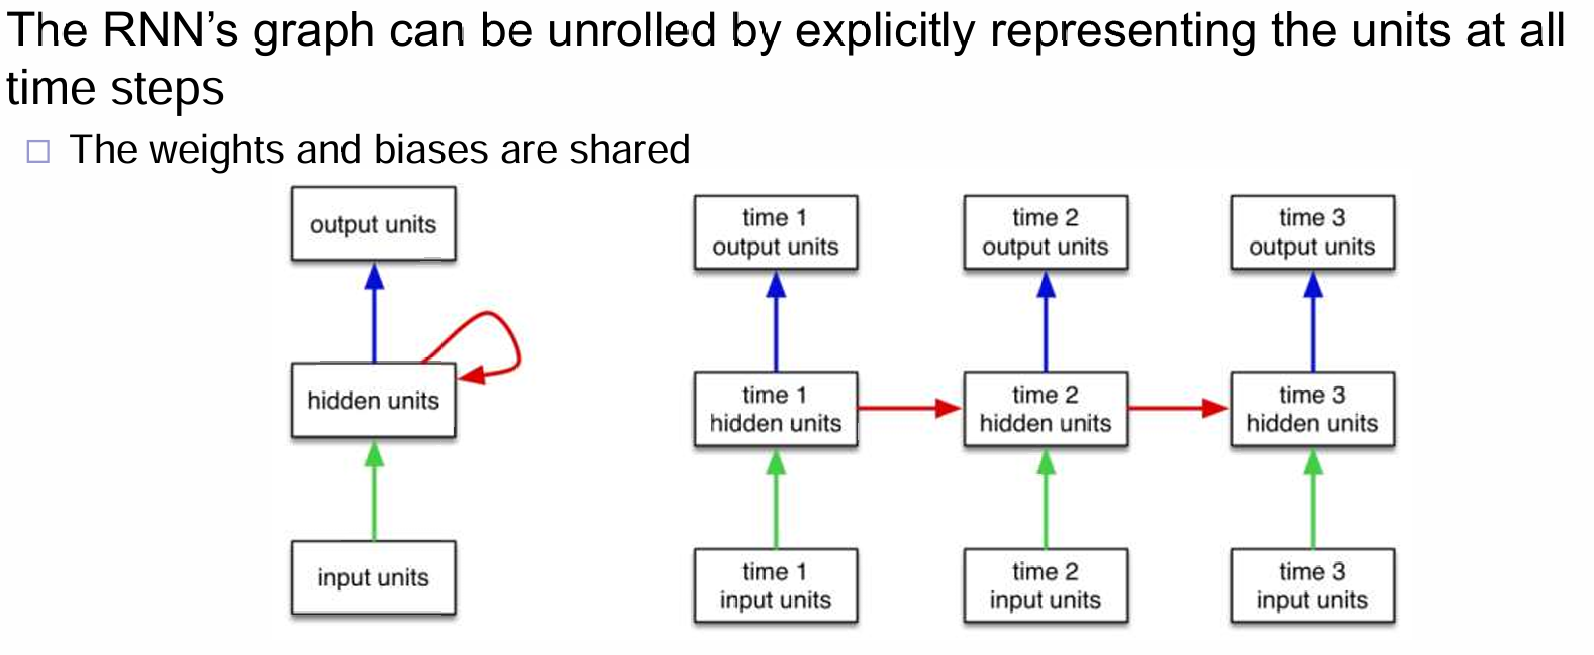 The RNN’s graph can be unrolled by explicitly representing the units at all
time steps
The weights and biases are shared
output units
hidden units
input units
time 1
output units
time 2
output units
time 3
output units
time 1
hidden units
time 2
hidden units
time 3
hidden units
time 1
input units
time 2
input units
time 3
input units